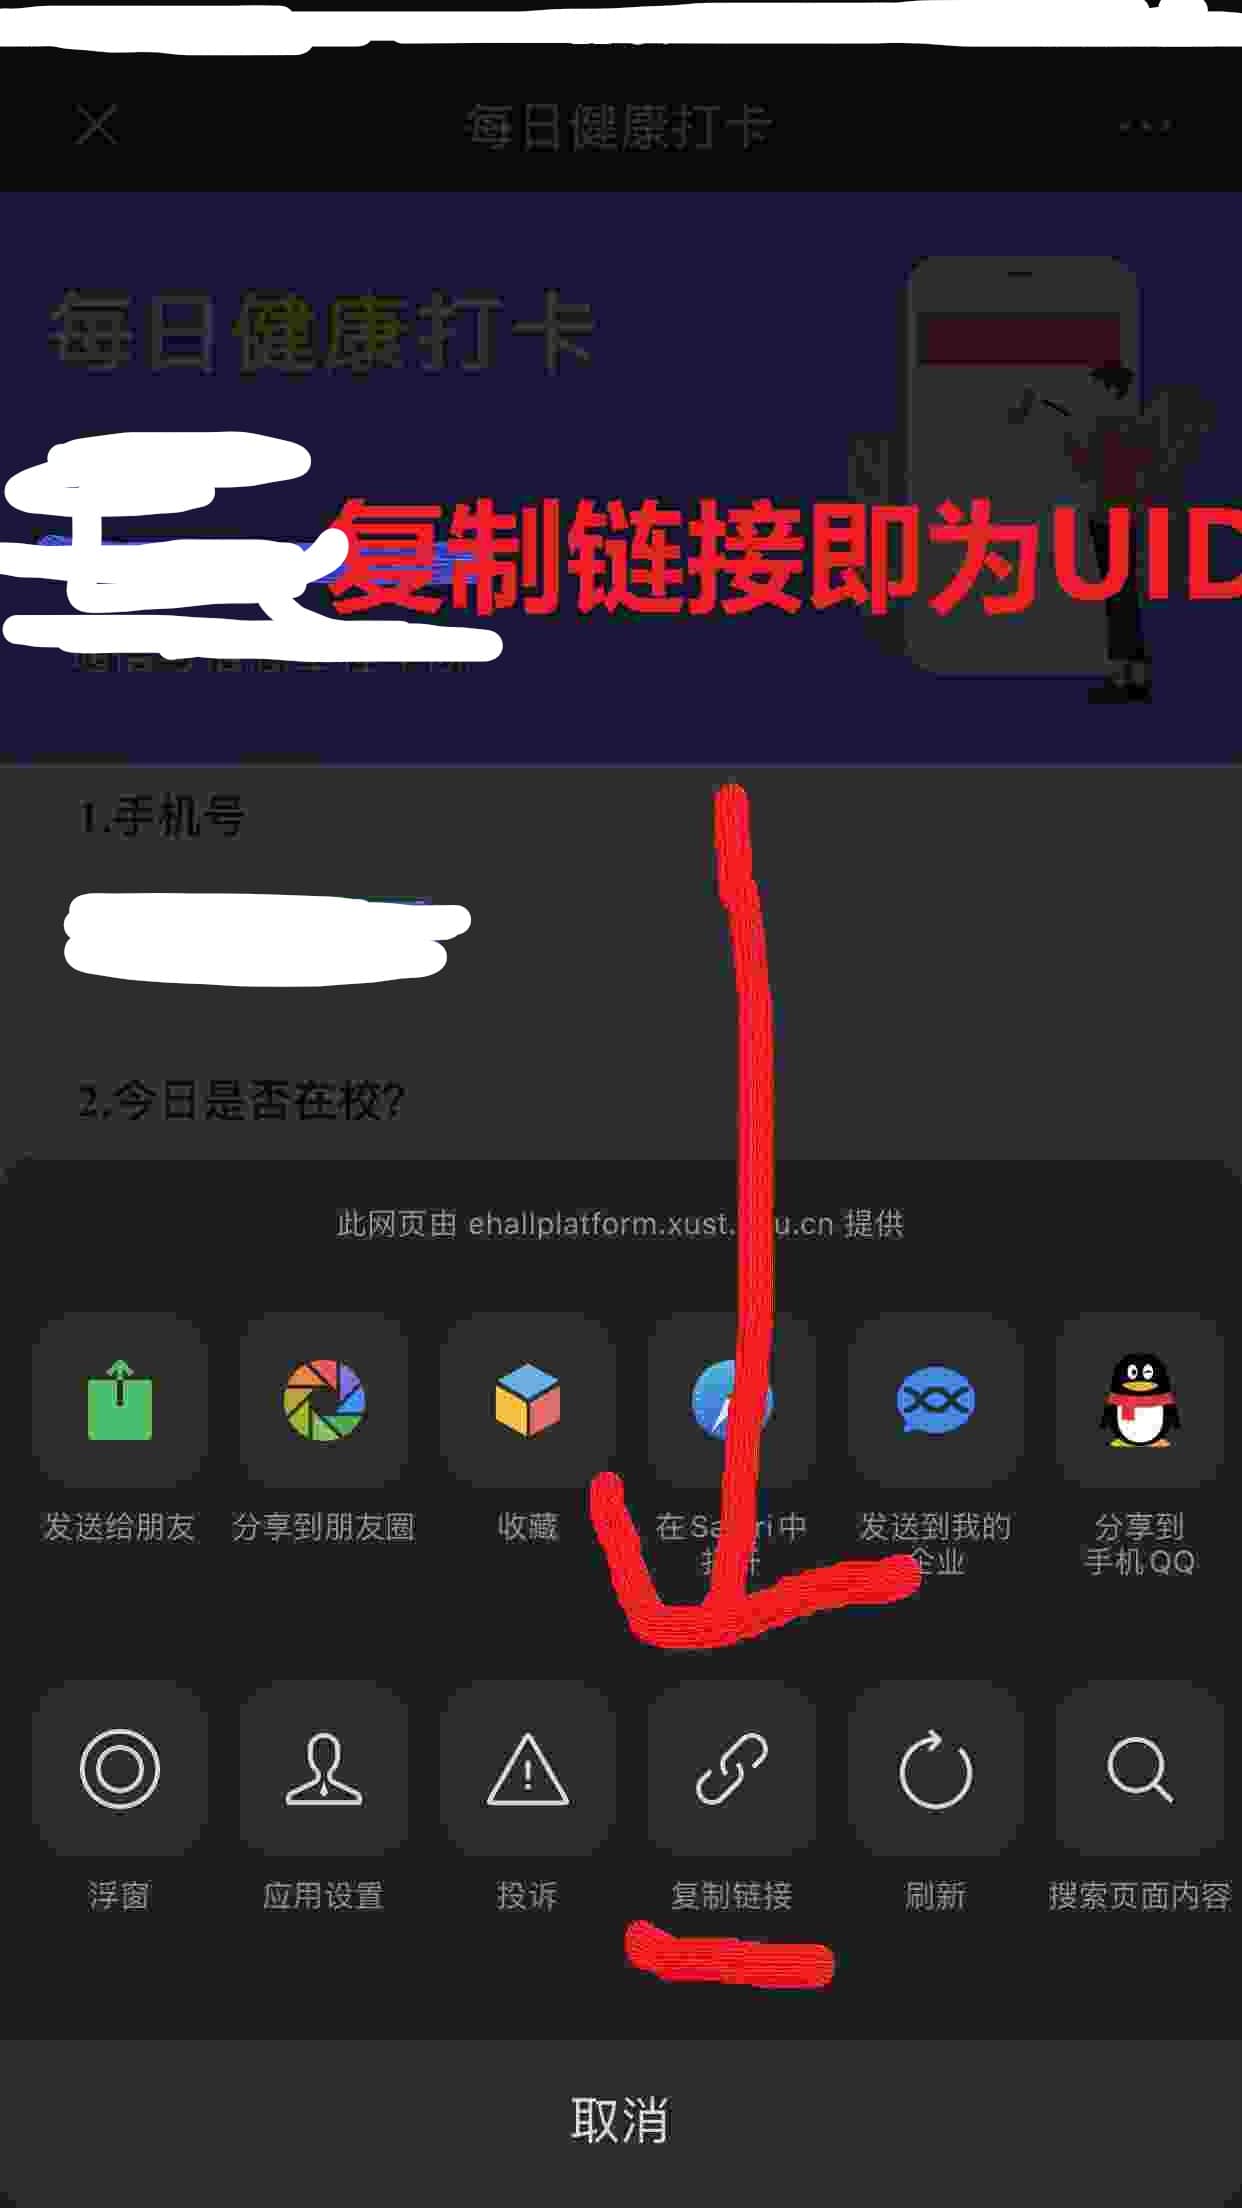 每日健康打卡
每日健康打卡
复制链接即为UID
1.手机号
2.今日是否在校？
此网页由 ehallplatform.xust.u.cn 提供
发送给朋友
分享到朋友圈
收藏
在Sa ri中
打开
发送到我的
企业
分享到
手机QQ
浮窗
应用设置
投诉
复制链接
刷新
搜索页面内容
取消